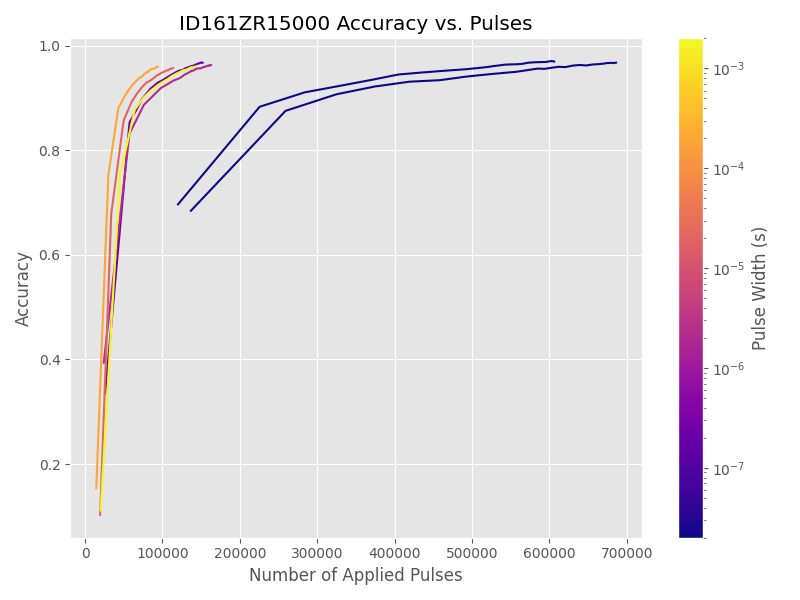 ID161ZR15000 Accuracy vs. Pulses
1.0
0.8
0.6
0.4
0.2
Accuracy
0 100000 200000 300000 400000 500000 600000 700000
Number of Applied Pulses
10⁻³
10⁻⁴
10⁻⁵
10⁻⁶
10⁻⁷
Pulse Width (s)